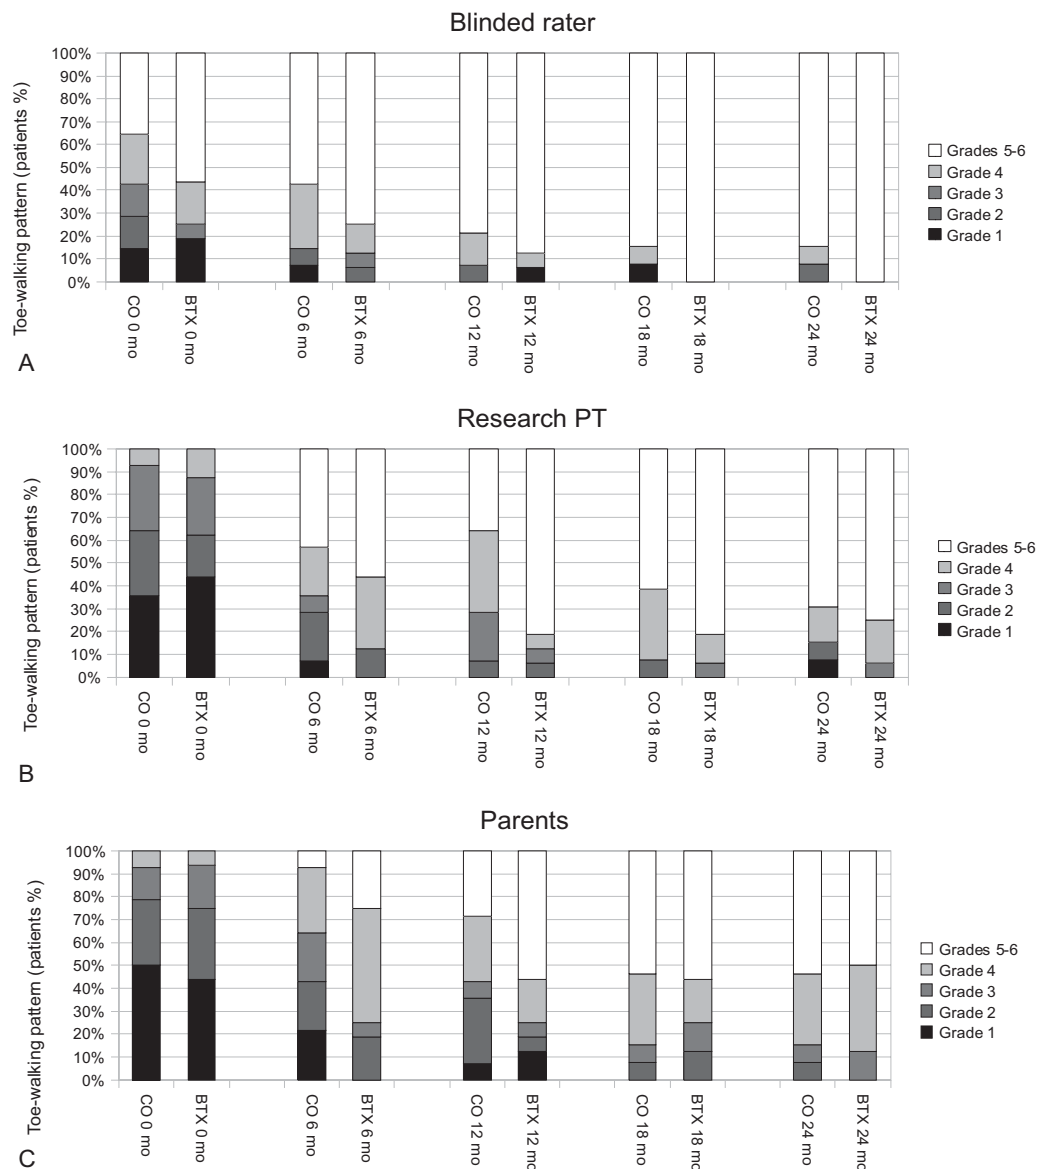 Blinded rater
Toe-walking pattern (patients %)
100%
90%
80%
70%
60%
50%
40%
30%
20%
10%
0%
CO 0 mo
BTX 0 mo
CO 6 mo
BTX 6 mo
CO 12 mo
BTX 12 mo
CO 18 mo
BTX 18 mo
CO 24 mo
BTX 24 mo
Grades 5-6
Grade 4
Grade 3
Grade 2
Grade 1
A
Research PT
Toe-walking pattern (patients %)
100%
90%
80%
70%
60%
50%
40%
30%
20%
10%
0%
CO 0 mo
BTX 0 mo
CO 6 mo
BTX 6 mo
CO 12 mo
BTX 12 mo
CO 18 mo
BTX 18 mo
CO 24 mo
BTX 24 mo
Grades 5-6
Grade 4
Grade 3
Grade 2
Grade 1
B
Parents
Toe-walking pattern (patients %)
100%
90%
80%
70%
60%
50%
40%
30%
20%
10%
0%
CO 0 mo
BTX 0 mo
CO 6 mo
BTX 6 mo
CO 12 mo
BTX 12 mo
CO 18 mo
BTX 18 mo
CO 24 mo
BTX 24 mo
Grades 5-6
Grade 4
Grade 3
Grade 2
Grade 1
C